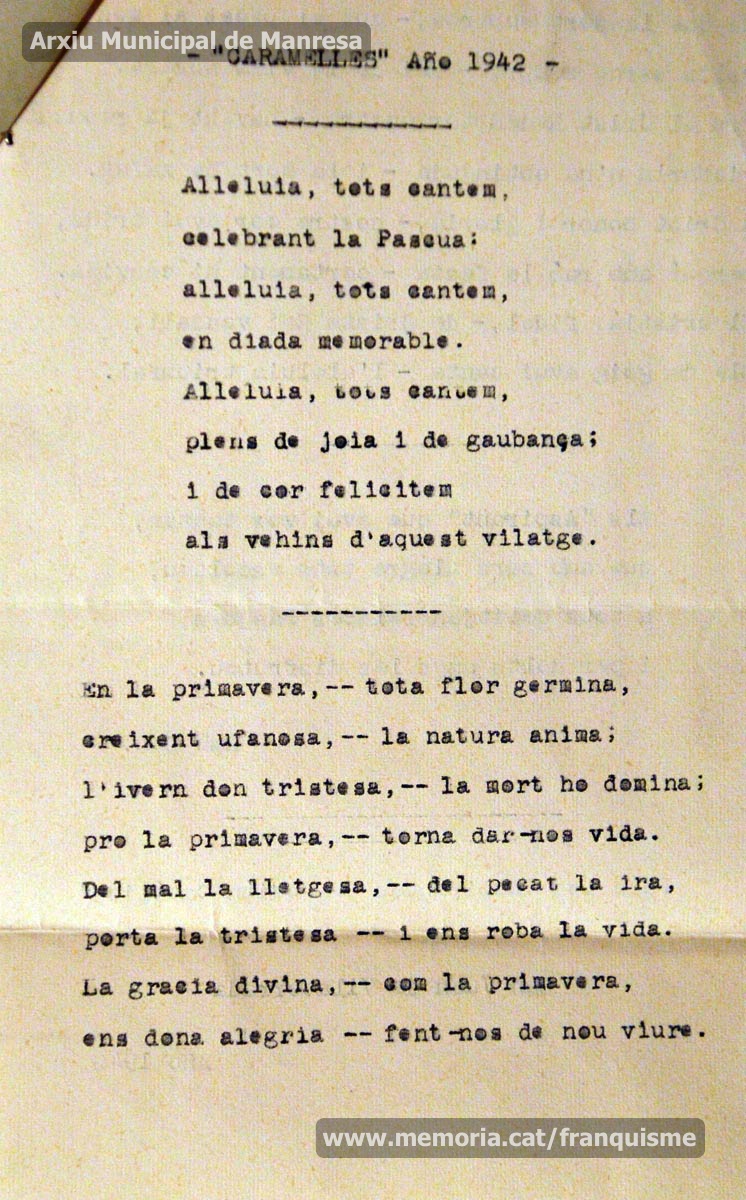 Arxiu Municipal de Manresa
- "CARAMELLES" Año 1942 -
Alleluia, tots cantem,
celebrant la Pascua:
alleluia, tots cantem,
en diada memorable.
Alleluia, tots cantem,
plens de joia i de gaubança;
i de cor felicitem
als vehins d'aquest vilatge.
En la primavera,-- tota flor germina,
creixent ufanosa,-- la natura anima;
l'ivern don tristesa,-- la mort ho domina;
pro la primavera,-- torna dar-nos vida.
Del mal la lletgesa,-- del pecat la ira,
porta la tristesa -- i ens roba la vida.
La gracia divina,-- com la primavera,
ens dona alegria -- fent-nos de nou viure.
www.memoria.cat/franquisme